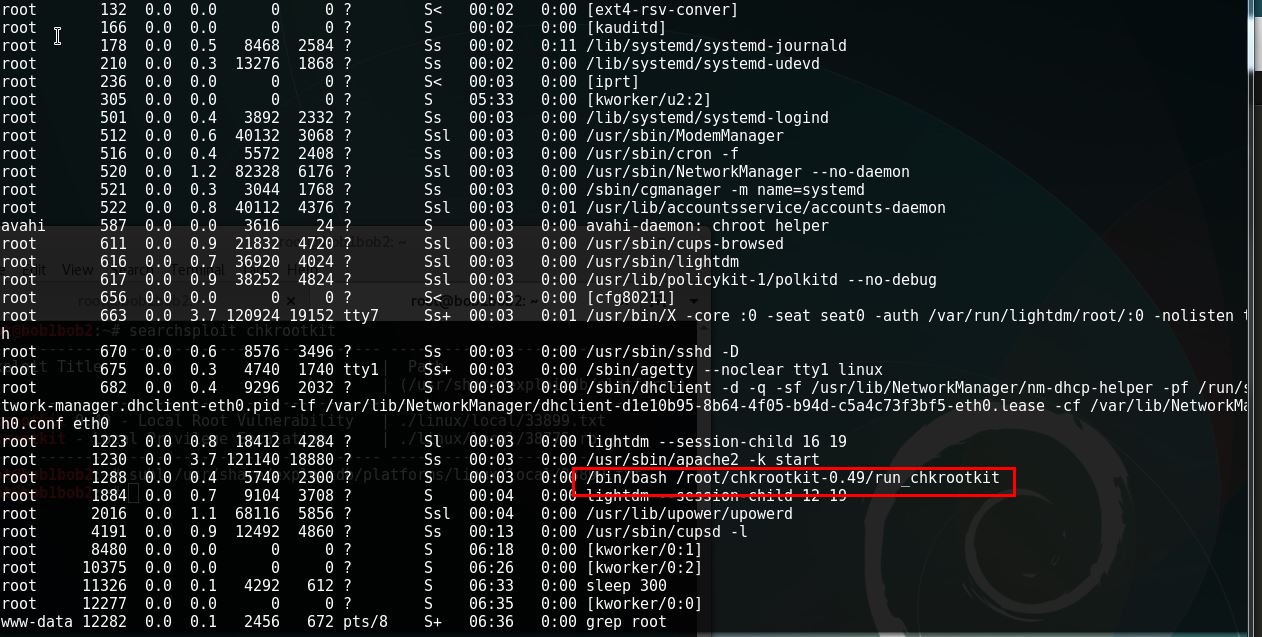 root       132  0.0  0.0      0     0 ?        S<   00:02   0:00 [ext4-rsv-conver]
root       166  0.0  0.0      0     0 ?        S    00:02   0:00 [kauditd]
root       178  0.0  0.5   8468  2584 ?        Ss   00:02   0:11 /lib/systemd/systemd-journald
root       210  0.0  0.3  13276  1868 ?        Ss   00:02   0:00 /lib/systemd/systemd-udevd
root       236  0.0  0.0      0     0 ?        S<   00:03   0:00 [iprt]
root       305  0.0  0.0      0     0 ?        S    05:33   0:00 [kworker/u2:2]
root       501  0.0  0.4   3892  2332 ?        Ss   00:03   0:00 /lib/systemd/systemd-logind
root       512  0.0  0.6  40132  3068 ?        Ssl  00:03   0:00 /usr/sbin/ModemManager
root       516  0.0  0.4   5572  2408 ?        Ss   00:03   0:00 /usr/sbin/cron -f
root       520  0.0  1.2  82328  6176 ?        Ssl  00:03   0:00 /usr/sbin/NetworkManager --no-daemon
root       521  0.0  0.3   3044  1768 ?        Ss   00:03   0:00 /sbin/cgmanager -m name=systemd
root       522  0.0  0.8  40112  4376 ?        Ssl  00:03   0:01 /usr/lib/accountsservice/accounts-daemon
avahi      587  0.0  0.0   3616    24 ?        S    00:03   0:00 avahi-daemon: chroot helper
root       611  0.0  0.9  21832  4720 ?        Ssl  00:03   0:00 /usr/sbin/cups-browsed
root       616  0.0  0.7  36920  4024 ?        Ssl  00:03   0:00 /usr/sbin/lightdm
root       617  0.0  0.9  38252  4824 ?        Ssl  00:03   0:00 /usr/lib/policykit-1/polkitd --no-debug
root       656  0.0  0.0      0     0 ?        S<   00:03   0:00 [cfg80211]
root       663  0.0  3.7 120924 19152 tty7     Ss+  00:03   0:01 /usr/bin/X -core :0 -seat seat0 -auth /var/run/lightdm/root/:0 -nolisten t
h
root       670  0.0  0.6   8576  3496 ?        Ss   00:03   0:00 /usr/sbin/sshd -D
root       675  0.0  0.3   4740  1740 tty1     Ss+  00:03   0:00 /sbin/agetty --noclear tty1 linux
root       682  0.0  0.4   9296  2032 ?        S    00:03   0:00 /sbin/dhclient -d -q -sf /usr/lib/NetworkManager/nm-dhcp-helper -pf /run/s
twork-manager.dhclient-eth0.pid -lf /var/lib/NetworkManager/dhclient-d1e10b95-8b64-4f05-b94d-c5a4c73f3bf5-eth0.lease -cf /var/lib/NetworkMa
h0.conf eth0
root      1223  0.0  0.8  18412  4284 ?        Sl   00:03   0:00 lightdm --session-child 16 19
root      1230  0.0  3.7 121140 18880 ?        Ss   00:03   0:00 /usr/sbin/apache2 -k start
root      1288  0.0  0.4   5740  2300 ?        S    00:03   0:00 /bin/bash /root/chkrootkit-0.49/run_chkrootkit
root      1884  0.0  0.7   9104  3708 ?        S    00:04   0:00 lightdm --session-child 12 19
root      2016  0.0  1.1  68116  5856 ?        Ssl  00:04   0:00 /usr/lib/upower/upowerd
root      4191  0.0  0.9  12492  4860 ?        Ss   00:13   0:00 /usr/sbin/cupsd -l
root      8480  0.0  0.0      0     0 ?        S    06:18   0:00 [kworker/0:1]
root     10375  0.0  0.0      0     0 ?        S    06:26   0:00 [kworker/0:2]
root     11326  0.0  0.1   4292   612 ?        S    06:33   0:00 sleep 300
root     12277  0.0  0.0      0     0 ?        S    06:35   0:00 [kworker/0:0]
www-data 12282  0.0  0.1   2456   672 pts/8    S+   06:36   0:00 grep root